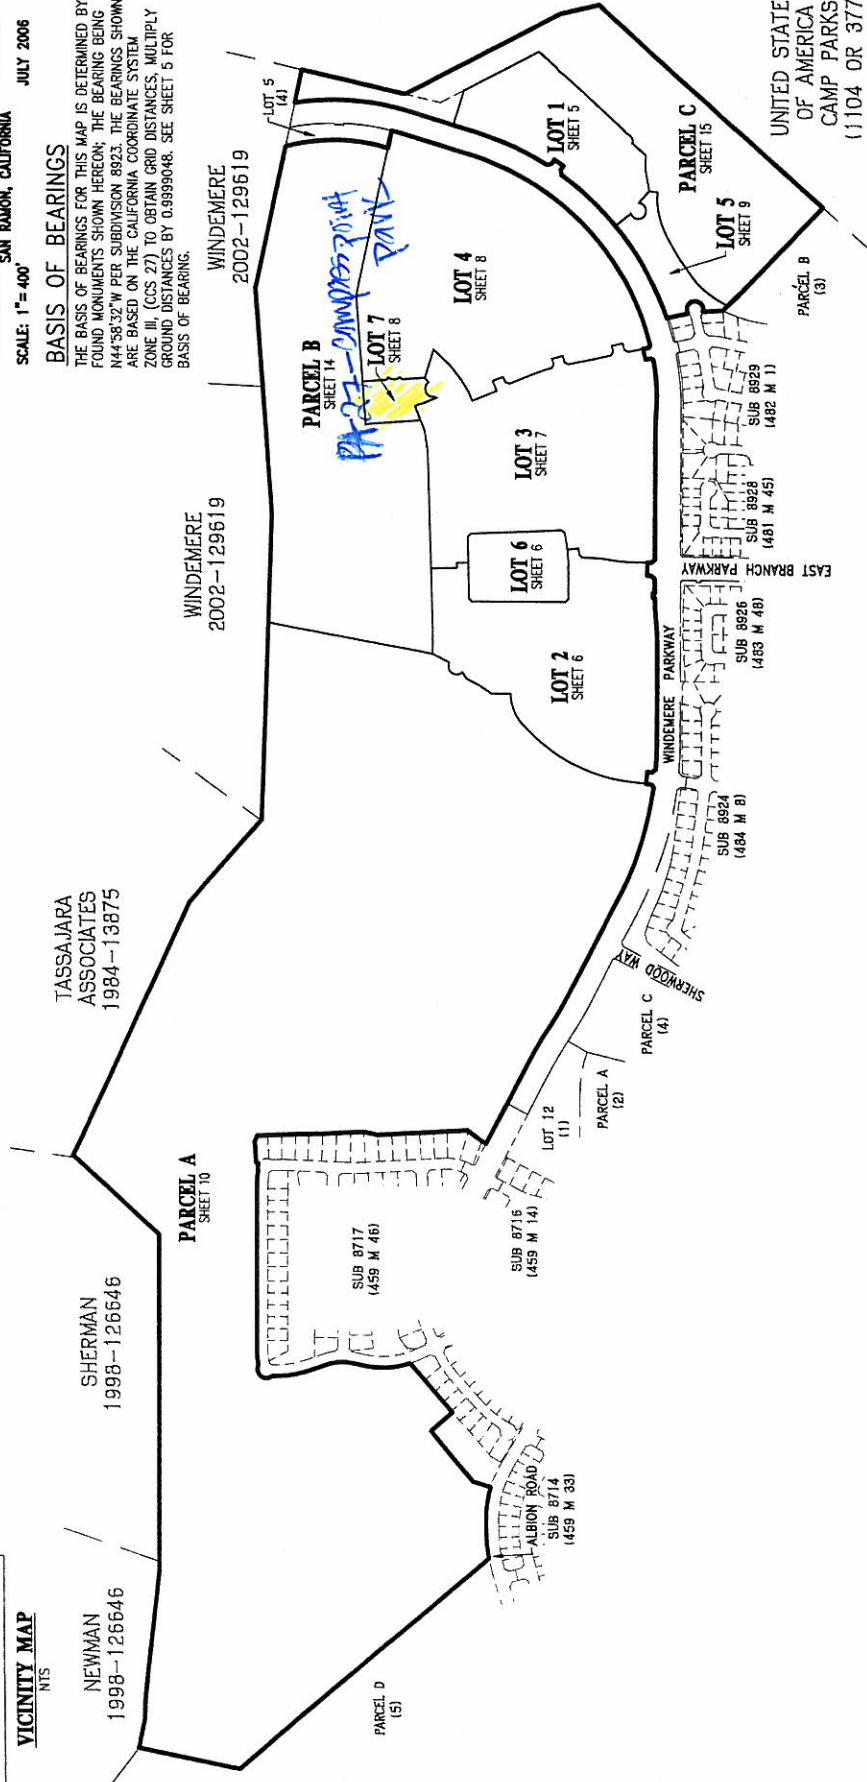 SAN RAMON, CALIFORNIA
SCALE: 1"= 400' JULY 2006
BASIS OF BEARINGS
THE BASIS OF BEARINGS FOR THIS MAP IS DETERMINED BY
FOUND MONUMENTS SHOWN HEREON; THE BEARING BEING
N44°58'32"W PER SUBDIVISION 8923. THE BEARINGS SHOWN
ARE BASED ON THE CALIFORNIA COORDINATE SYSTEM
ZONE III, (CCS 27) TO OBTAIN GRID DISTANCES, MULTIPLY
GROUND DISTANCES BY 0.9999048. SEE SHEET 5 FOR
BASIS OF BEARING.
VICINITY MAP
NTS
NEWMAN
1998-126646
SHERMAN
1998-126646
TASSAJARA
ASSOCIATES
1984-13875
WINDEMERE
2002-129619
WINDEMERE
2002-129619
LOT 5
(4)
PARCEL A
SHEET 10
PARCEL B
SHEET 14
PA-27-Compass point
park
LOT 7
SHEET 8
LOT 4
SHEET 8
LOT 1
SHEET 5
PARCEL C
SHEET 15
LOT 5
SHEET 9
LOT 3
SHEET 7
LOT 6
SHEET 6
LOT 2
SHEET 6
UNITED STATE
OF AMERICA
CAMP PARKS
(1104 OR 377
PARCEL B
(3)
SUB 8929
(482 M 1)
SUB 8928
(481 M 45)
EAST BRANCH PARKWAY
SUB 8926
(483 M 48)
WINDEMERE PARKWAY
SUB 8924
(484 M 8)
SHERWOOD WAY
PARCEL C
(4)
PARCEL A
(2)
LOT 12
(1)
SUB 8716
(459 M 14)
SUB 8717
(459 M 46)
ALBION ROAD
SUB 8714
(459 M 33)
PARCEL D
(5)